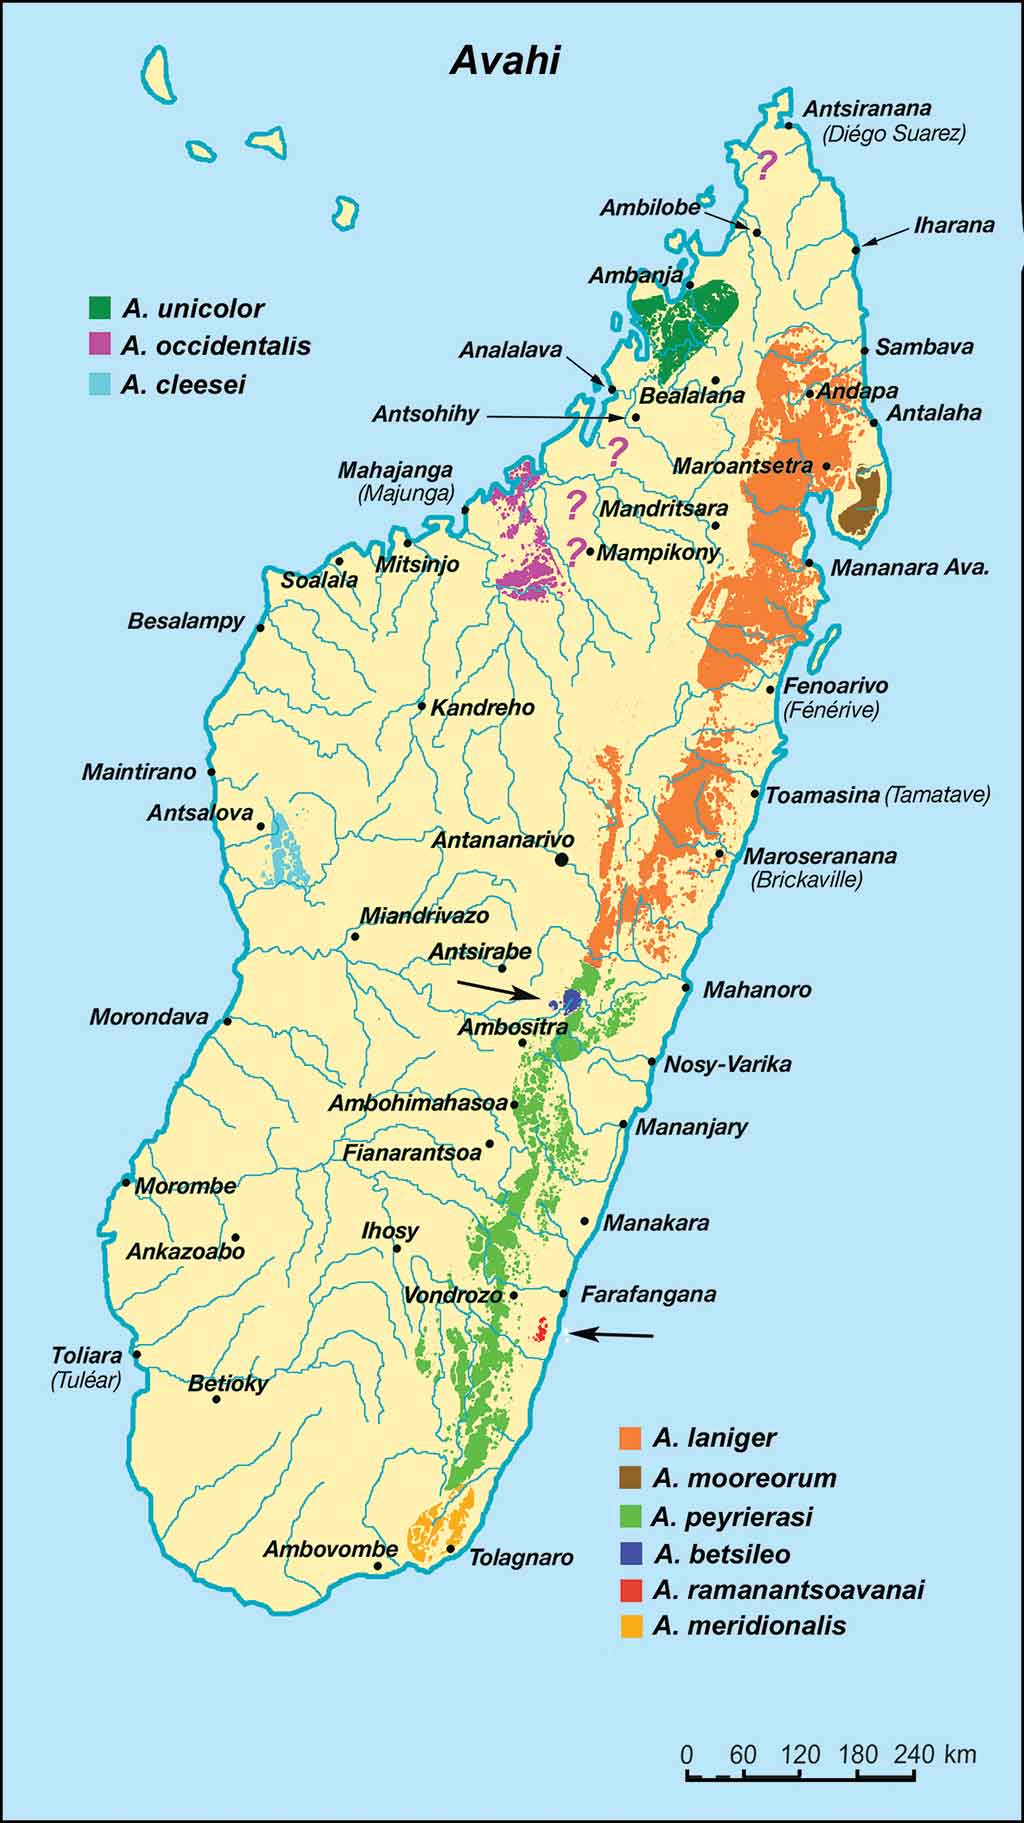 Avahi
Antsiranana
(Diégo Suarez)
?
Ambilobe
Iharana
Ambanja
A. unicolor
A. occidentalis
A. cleesei
Analalava
Sambava
Bealalana
Andapa
Antsohihy
Antalaha
?
Mahajanga
(Majunga)
Maroantsetra
?
Mandritsara
?
Mampikony
Mitsinjo
Soalala
Mananara Ava.
Besalampy
Fenoarivo
(Fénérive)
Kandreho
Maintirano
Toamasina (Tamatave)
Antsalova
Antananarivo
Maroseranana
(Brickaville)
Miandrivazo
Antsirabe
Mahanoro
Morondava
Ambositra
Nosy-Varika
Ambohimahasoa
Mananjary
Fianarantsoa
Morombe
Manakara
Ihosy
Ankazoabo
Vondrozo
Farafangana
Toliara
(Tuléar)
Betioky
A. laniger
A. mooreorum
A. peyrierasi
A. betsileo
A. ramanantsoavanai
A. meridionalis
Ambovombe
Tolagnaro
0 60 120 180 240 km